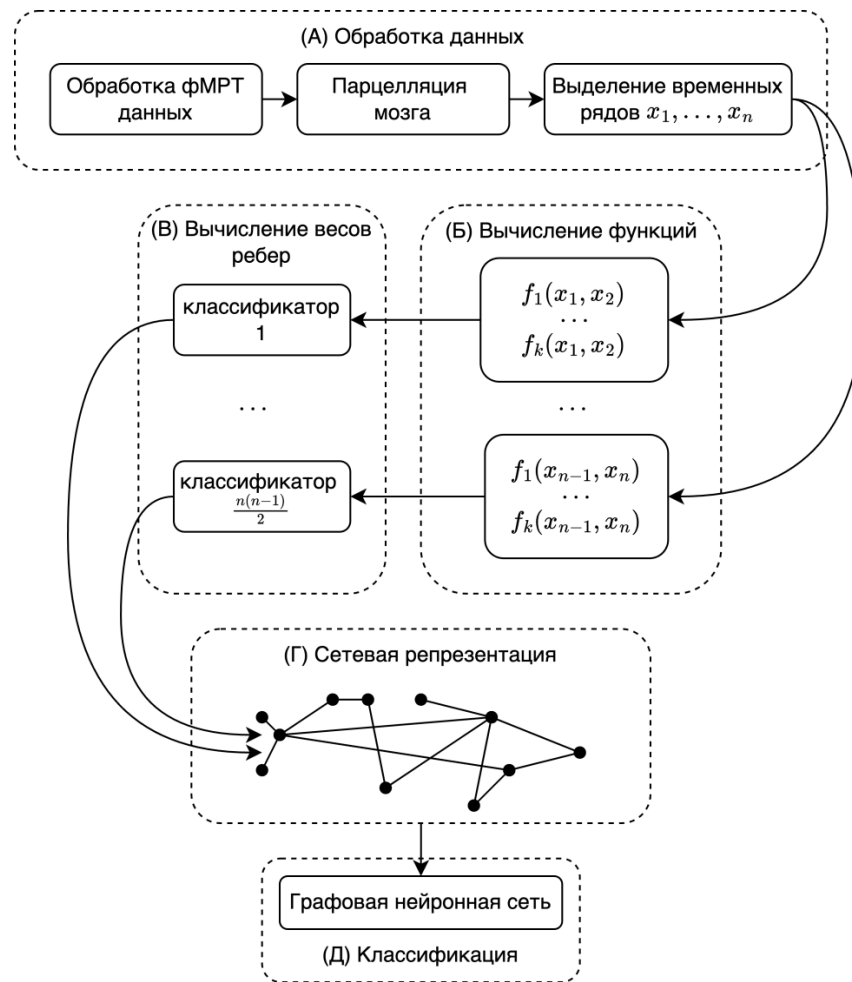 (А) Обработка данных
Обработка фМРТ
данных
Парцелляция
мозга
Выделение временных
рядов $x_1, \ldots, x_n$
(В) Вычисление весов
ребер
классификатор
1
...
классификатор
$\frac{n(n-1)}{2}$
(Б) Вычисление функций
$f_1(x_1, x_2)$
...
$f_k(x_1, x_2)$
...
$f_1(x_{n-1}, x_n)$
...
$f_k(x_{n-1}, x_n)$
(Г) Сетевая репрезентация
Графовая нейронная сеть
(Д) Классификация